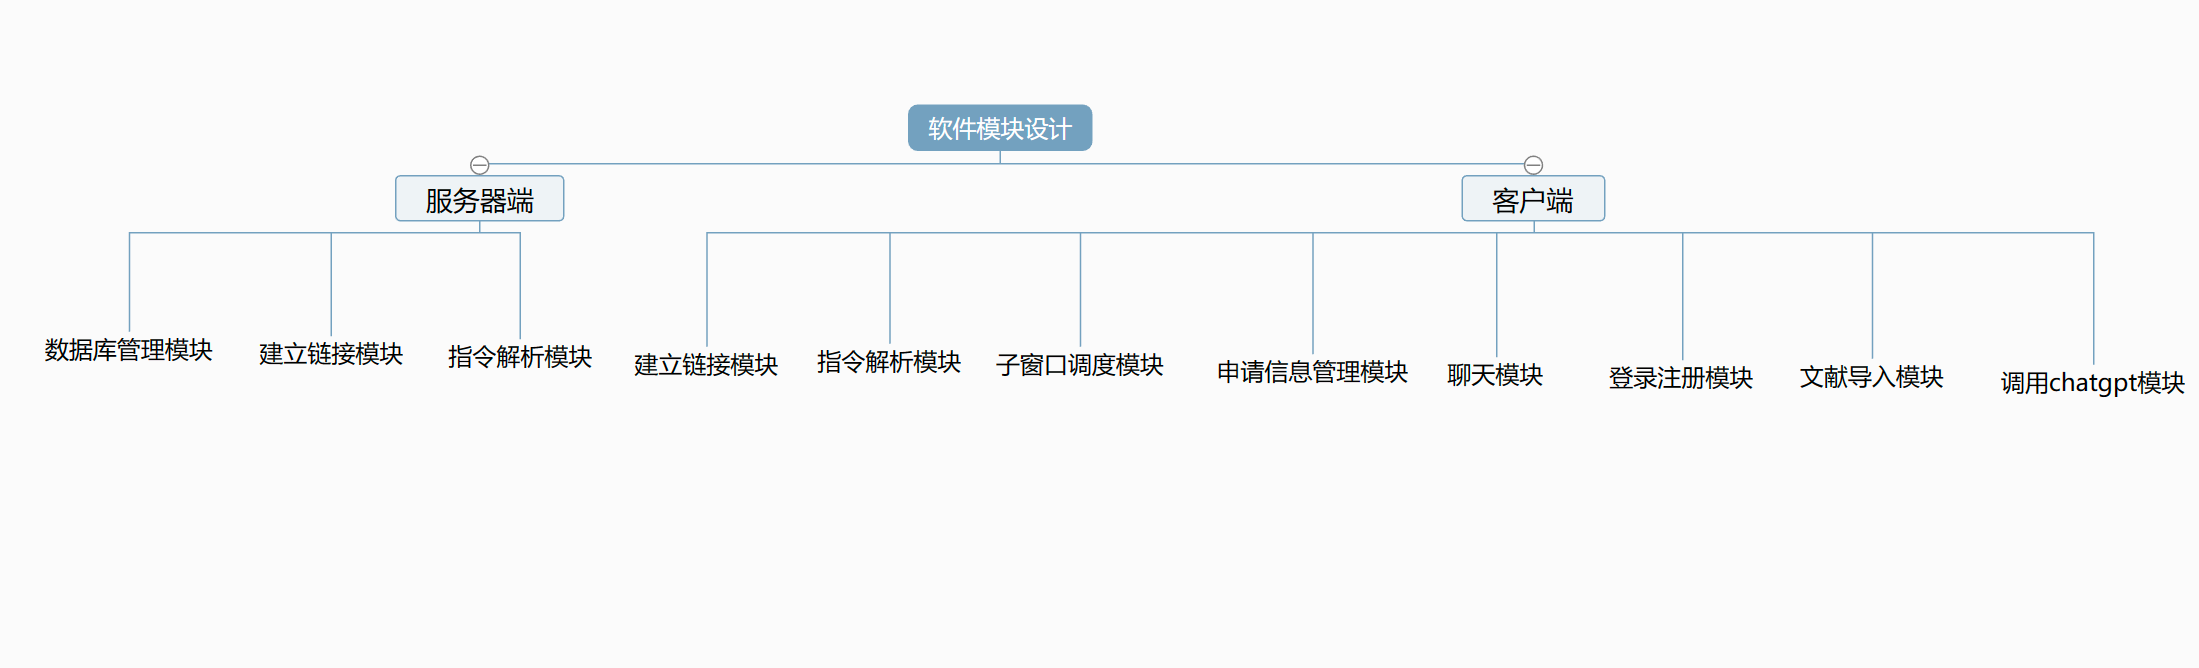 软件模块设计
服务器端
客户端
数据库管理模块
建立链接模块
指令解析模块
建立链接模块
指令解析模块
子窗口调度模块
申请信息管理模块
聊天模块
登录注册模块
文献导入模块
调用chatgpt模块